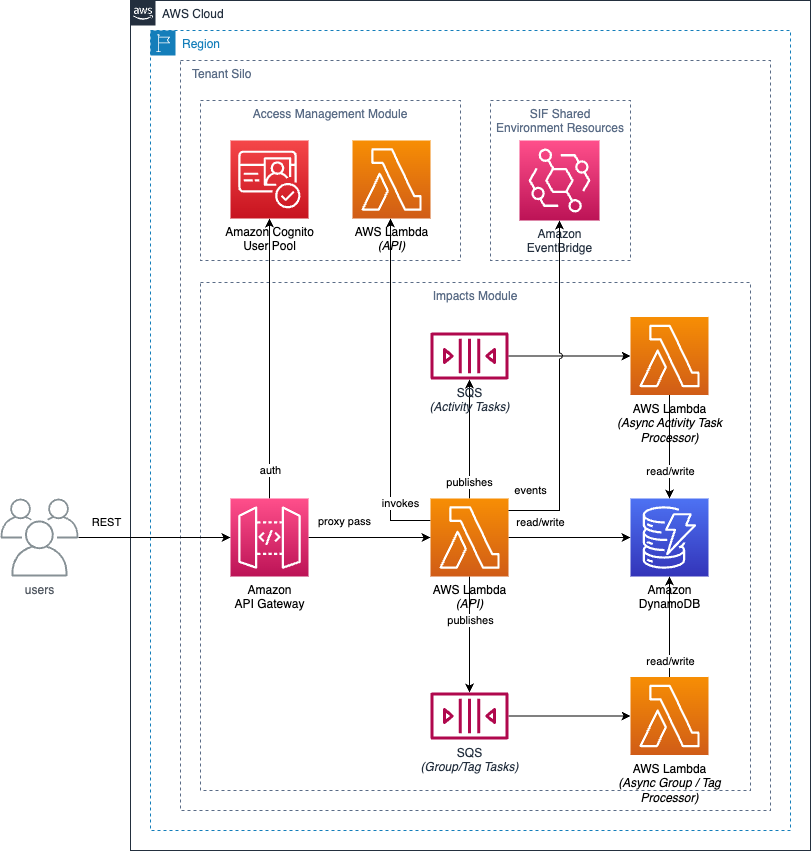 aws
AWS Cloud
Region
Tenant Silo
Access Management Module
SIF Shared
Environment Resources
Amazon Cognito
User Pool
AWS Lambda
(API)
Amazon
EventBridge
Impacts Module
SQS
(Activity Tasks)
AWS Lambda
(Async Activity Task
Processor)
auth
publishes
read/write
invokes
events
REST
proxy pass
read/write
</>
users
Amazon
API Gateway
AWS Lambda
(API)
publishes
Amazon
DynamoDB
read/write
SQS
(Group/Tag Tasks)
AWS Lambda
(Async Group / Tag
Processor)